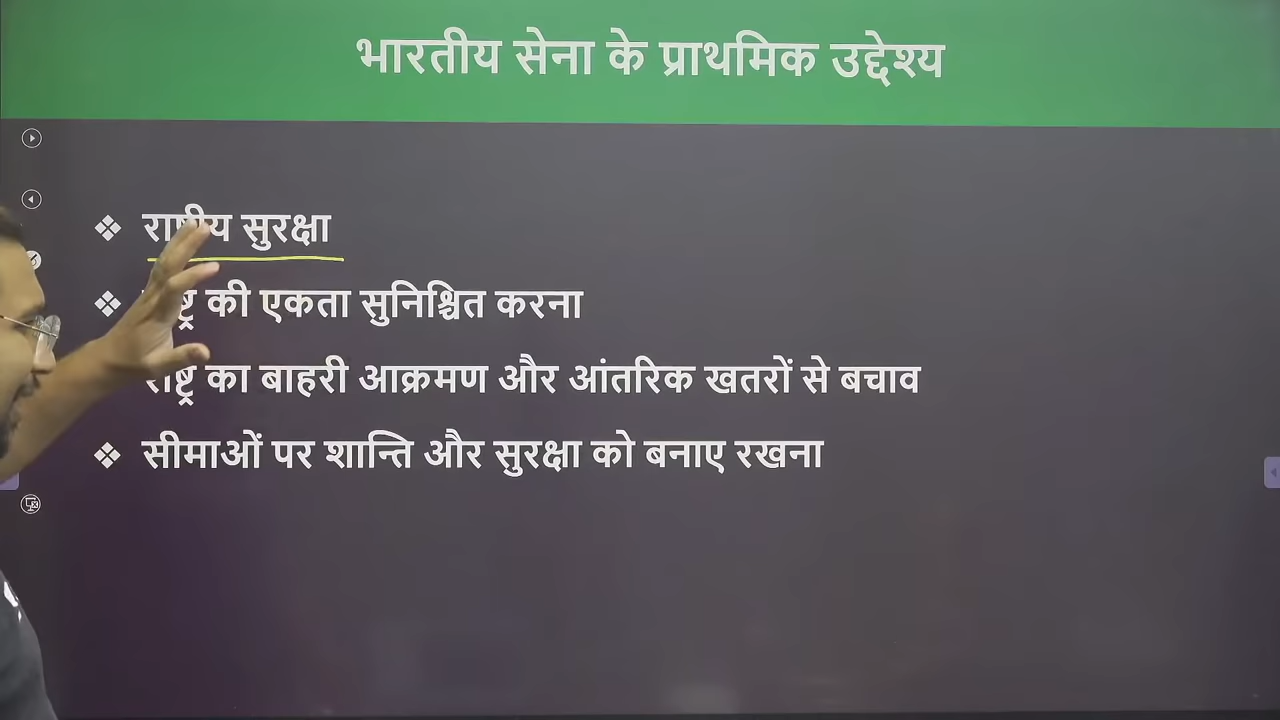 भारतीय सेना के प्राथमिक उद्देश्य
राष्ट्रीय सुरक्षा
राष्ट्र की एकता सुनिश्चित करना
राष्ट्र का बाहरी आक्रमण और आंतरिक खतरों से बचाव
सीमाओं पर शान्ति और सुरक्षा को बनाए रखना